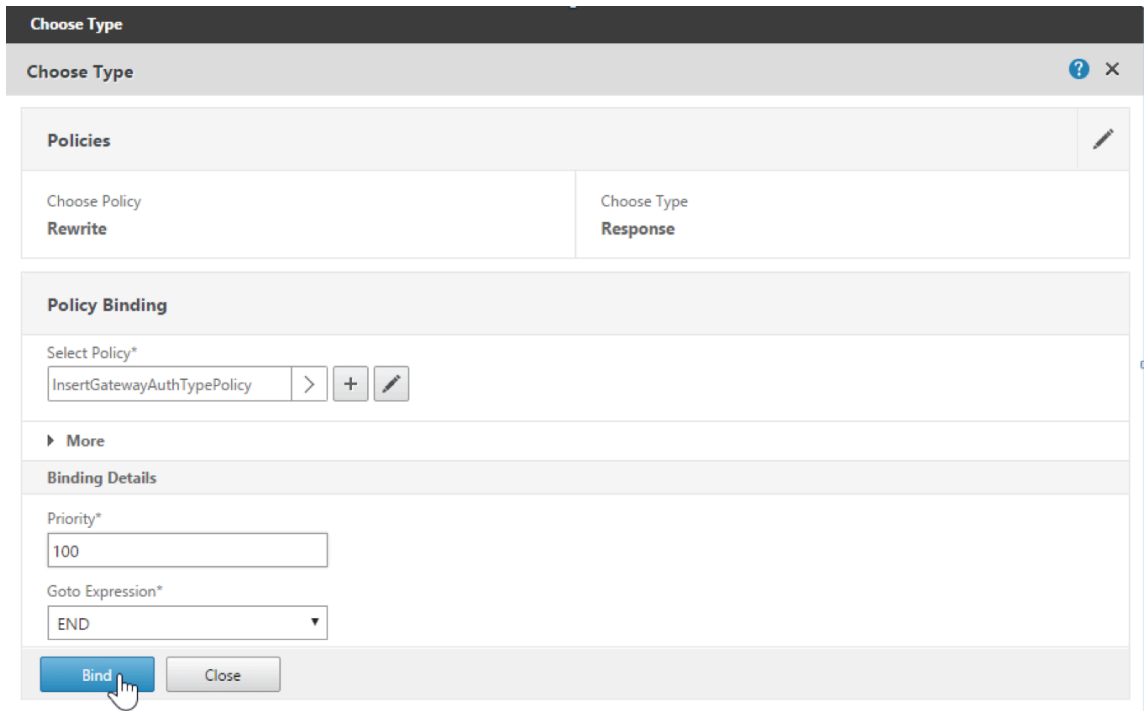 Choose Type
Choose Type
?
Policies
Choose Policy
Choose Type
Rewrite
Response
Policy Binding
Select Policy*
InsertGatewayAuthTypePolicy
+
More
Binding Details
Priority*
100
Goto Expression*
END
Bind
Close